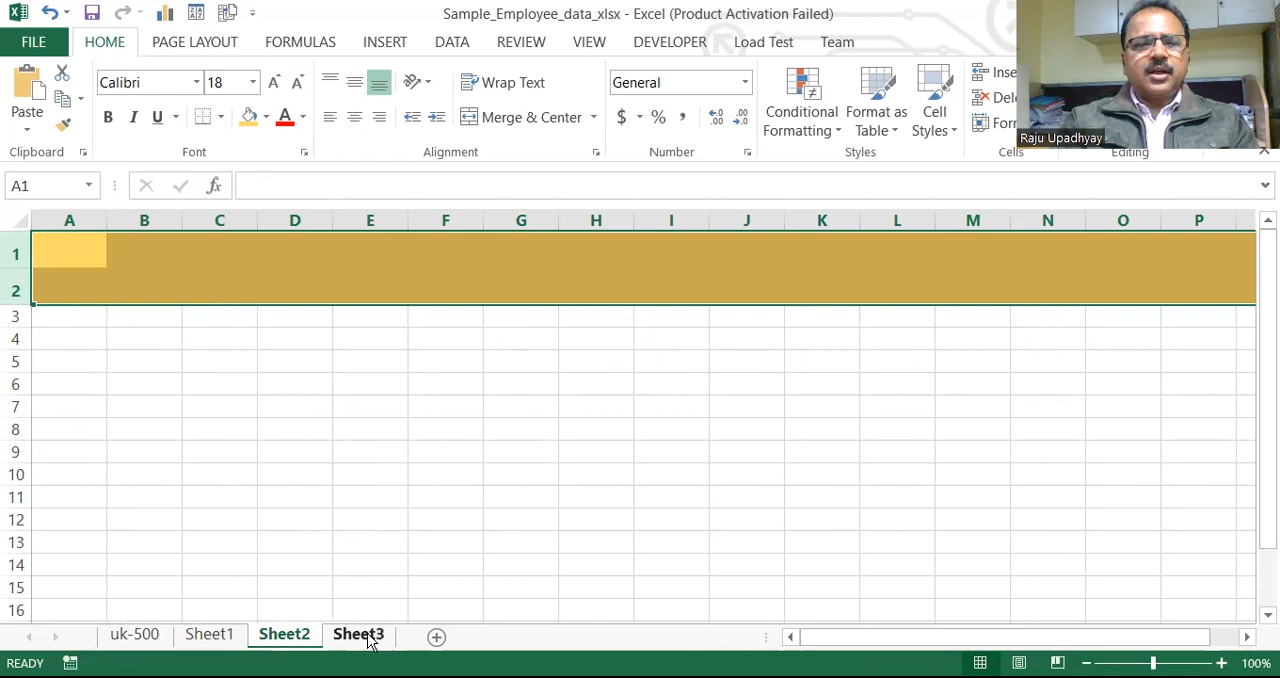 Sample_Employee_data_xlsx - Excel (Product Activation Failed)
FILE HOME PAGE LAYOUT FORMULAS INSERT DATA REVIEW VIEW DEVELOPER Load Test Team
Paste
Calibri 18
Wrap Text
General
Conditional Formatting
Format as Table
Cell Styles
Inse
Dele
Form
B I U A
Merge & Center
$ % ,
Clipboard Font Alignment Number Styles Cells Editing
Raju Upadhyay
A1 fx
A B C D E F G H I J K L M N O P
1
2
3
4
5
6
7
8
9
10
11
12
13
14
15
16
uk-500 Sheet1 Sheet2 Sheet3
READY 100%